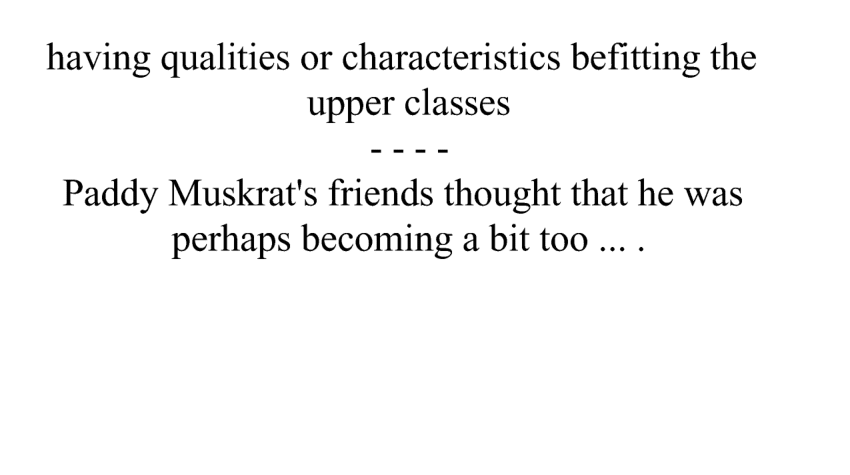 having qualities or characteristics befitting the
upper classes
- - - -
Paddy Muskrat's friends thought that he was
perhaps becoming a bit too ... .